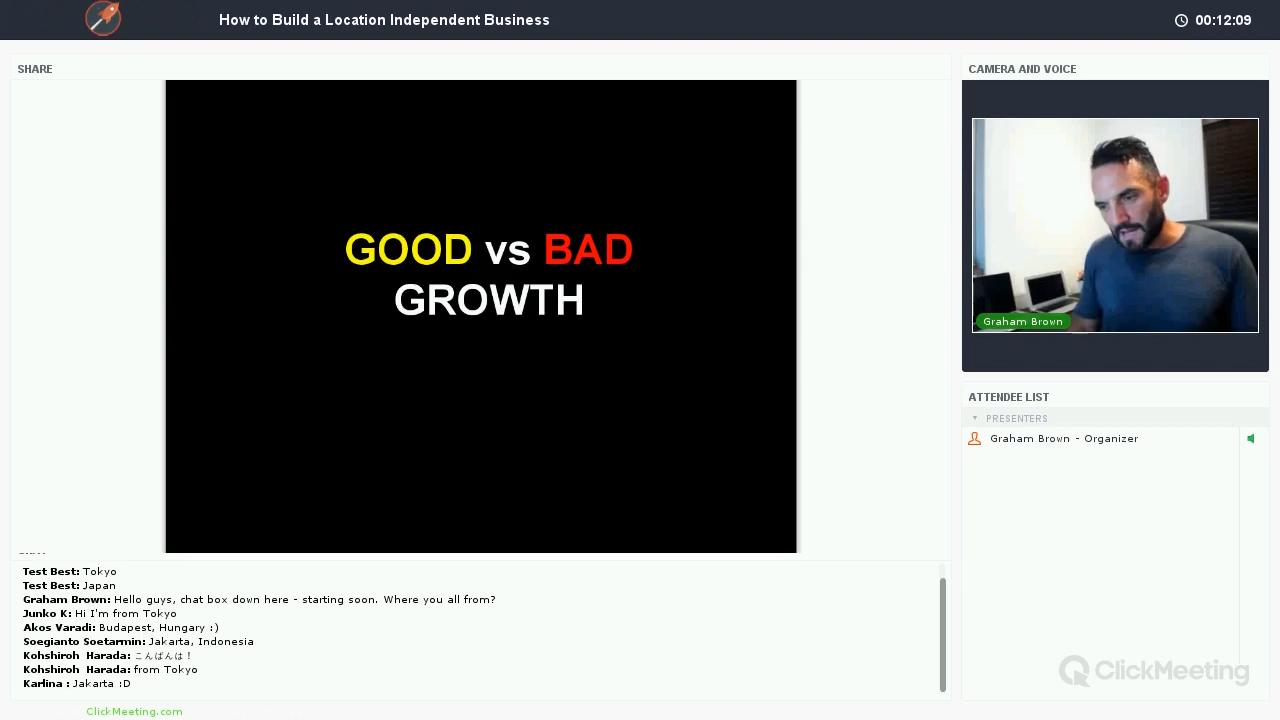 How to Build a Location Independent Business
00:12:09
SHARE
GOOD vs BAD
GROWTH
Test Best: Tokyo
Test Best: Japan
Graham Brown: Hello guys, chat box down here - starting soon. Where you all from?
Junko K: Hi I'm from Tokyo
Akos Varadi: Budapest, Hungary :)
Soegianto Soetarmin: Jakarta, Indonesia
Kohshiroh Harada: こんばんは！
Kohshiroh Harada: from Tokyo
Karlina : Jakarta :D
ClickMeeting.com
CAMERA AND VOICE
Graham Brown
ATTENDEE LIST
PRESENTERS
Graham Brown - Organizer
ClickMeeting